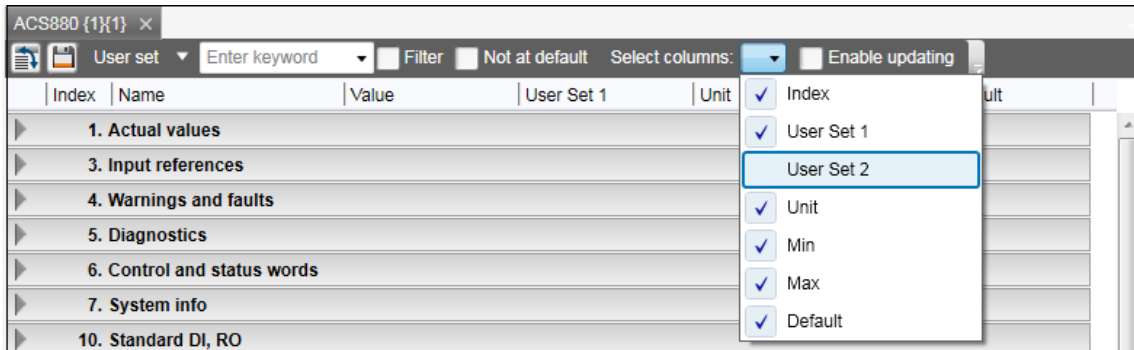 ACS880 {1}{1} ×
User set Enter keyword Filter Not at default Select columns: Enable updating
Index Name Value User Set 1 Unit ult
Index
1. Actual values
User Set 1
3. Input references
User Set 2
4. Warnings and faults
Unit
5. Diagnostics
Min
6. Control and status words
Max
7. System info
Default
10. Standard DI, RO